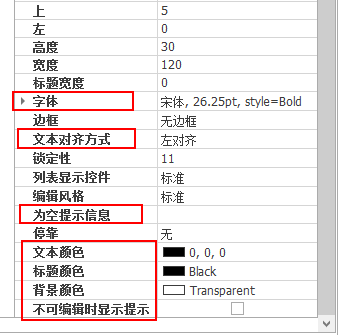 上 5
左 0
高度 30
宽度 120
标题宽度 0
字体 宋体, 26.25pt, style=Bold
边框 无边框
文本对齐方式 左对齐
锁定性 11
列表显示控件 标准
编辑风格 标准
为空提示信息
停靠 无
文本颜色 0, 0, 0
标题颜色 Black
背景颜色 Transparent
不可编辑时显示提示